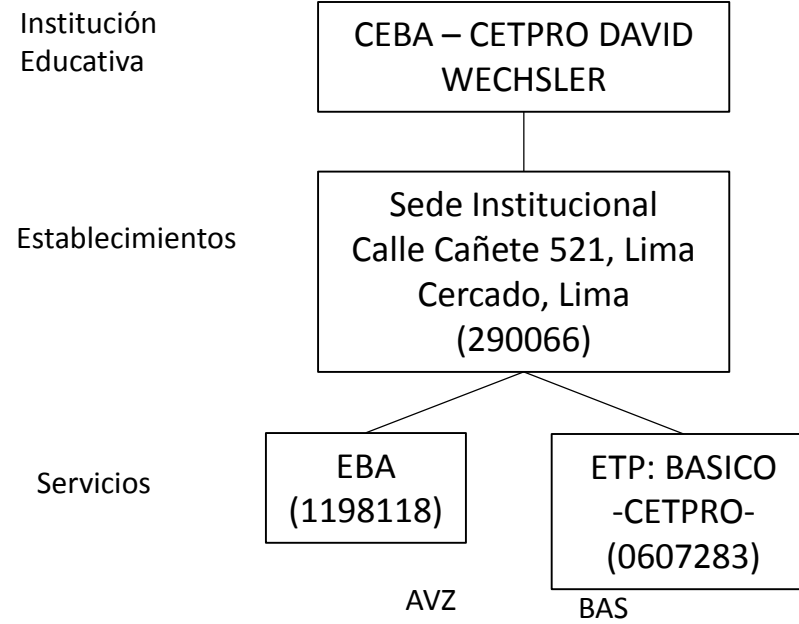 Institución
Educativa
CEBA – CETPRO DAVID
WECHSLER
Establecimientos
Sede Institucional
Calle Cañete 521, Lima
Cercado, Lima
(290066)
Servicios
EBA
(1198118)
ETP: BASICO
-CETPRO-
(0607283)
AVZ
BAS